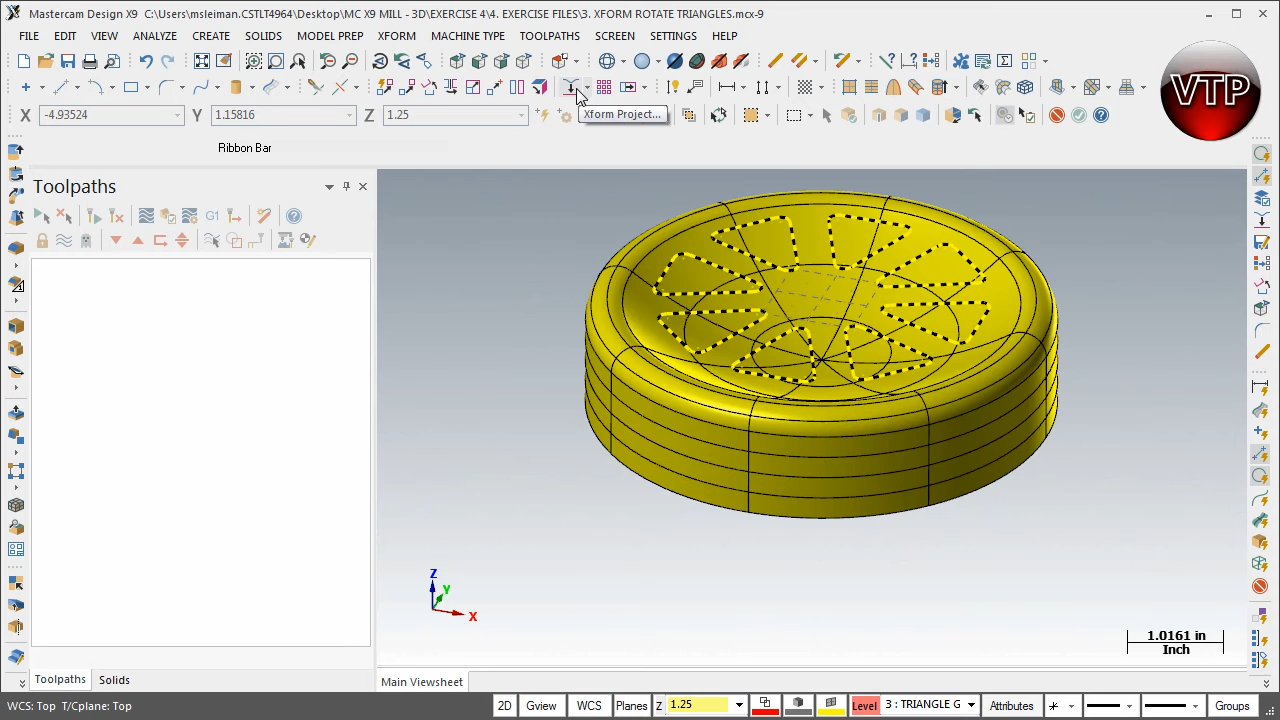 Mastercam Design X9 C:\Users\msleiman.CSTLT4964\Desktop\MC X9 MILL - 3D\EXERCISE 4\4. EXERCISE FILES\3. XFORM ROTATE TRIANGLES.mcx-9
FILE EDIT VIEW ANALYZE CREATE SOLIDS MODEL PREP XFORM MACHINE TYPE TOOLPATHS SCREEN SETTINGS HELP
VTP
X -4.93524 Y 1.15816 Z 1.25 Xform Project...
Ribbon Bar
Toolpaths
G1
Z
Y
X
1.0161 in
Inch
Toolpaths Solids Main Viewsheet
WCS: Top T/Cplane: Top 2D Gview WCS Planes Z 1.25 Level 3 : TRIANGLE G Attributes Groups